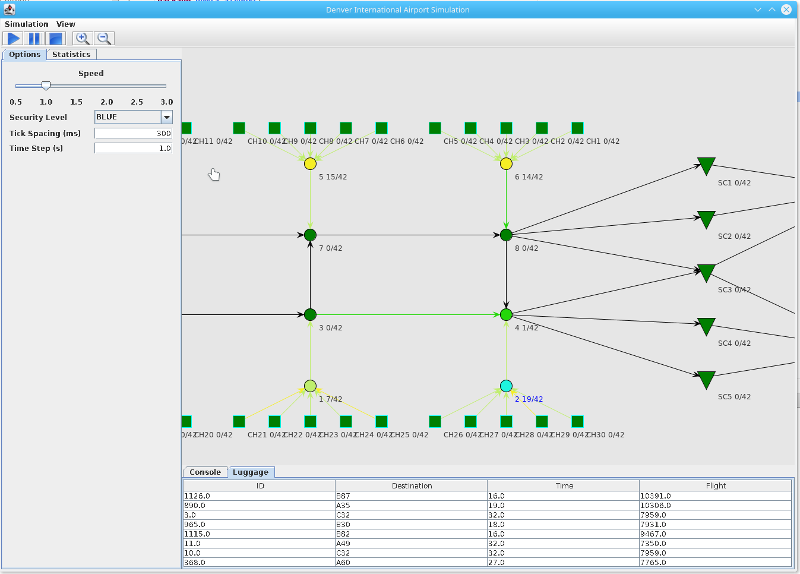 Denver International Airport Simulation
Simulation View
Options Statistics
Speed
0.5 1.0 1.5 2.0 2.5 3.0
Security Level BLUE
Tick Spacing (ms) 300
Time Step (s) 1.0
0/42 CH11 0/42 CH10 0/42 CH9 0/42 CH8 0/42 CH7 0/42 CH6 0/42 CH5 0/42 CH4 0/42 CH3 0/42 CH2 0/42 CH1 0/42
5 15/42 6 14/42
SC1 0/42
SC2 0/42
7 0/42 8 0/42
SC3 0/42
3 0/42 4 1/42
SC4 0/42
1 7/42 2 19/42 SC5 0/42
0/42 CH20 0/42 CH21 0/42 CH22 0/42 CH23 0/42 CH24 0/42 CH25 0/42 CH26 0/42 CH27 0/42 CH28 0/42 CH29 0/42 CH30 0/42
Console Luggage
ID Destination Time Flight
1126.0 B87 16.0 10391.0
890.0 A35 19.0 10306.0
3.0 C32 32.0 7959.0
965.0 B30 18.0 7931.0
1115.0 B82 16.0 9467.0
11.0 A49 32.0 7350.0
10.0 C32 32.0 7959.0
368.0 A60 27.0 7765.0